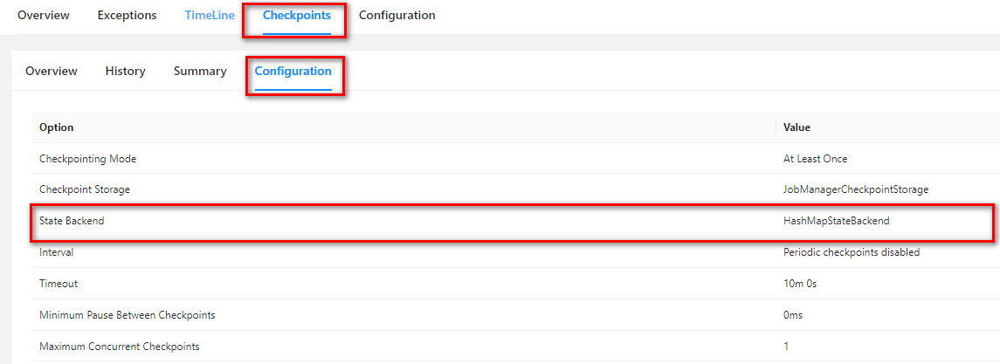 Overview Exceptions TimeLine Checkpoints Configuration
Overview History Summary Configuration
Option Value
Checkpointing Mode At Least Once
Checkpoint Storage JobManagerCheckpointStorage
State Backend HashMapStateBackend
Interval Periodic checkpoints disabled
Timeout 10m 0s
Minimum Pause Between Checkpoints 0ms
Maximum Concurrent Checkpoints 1